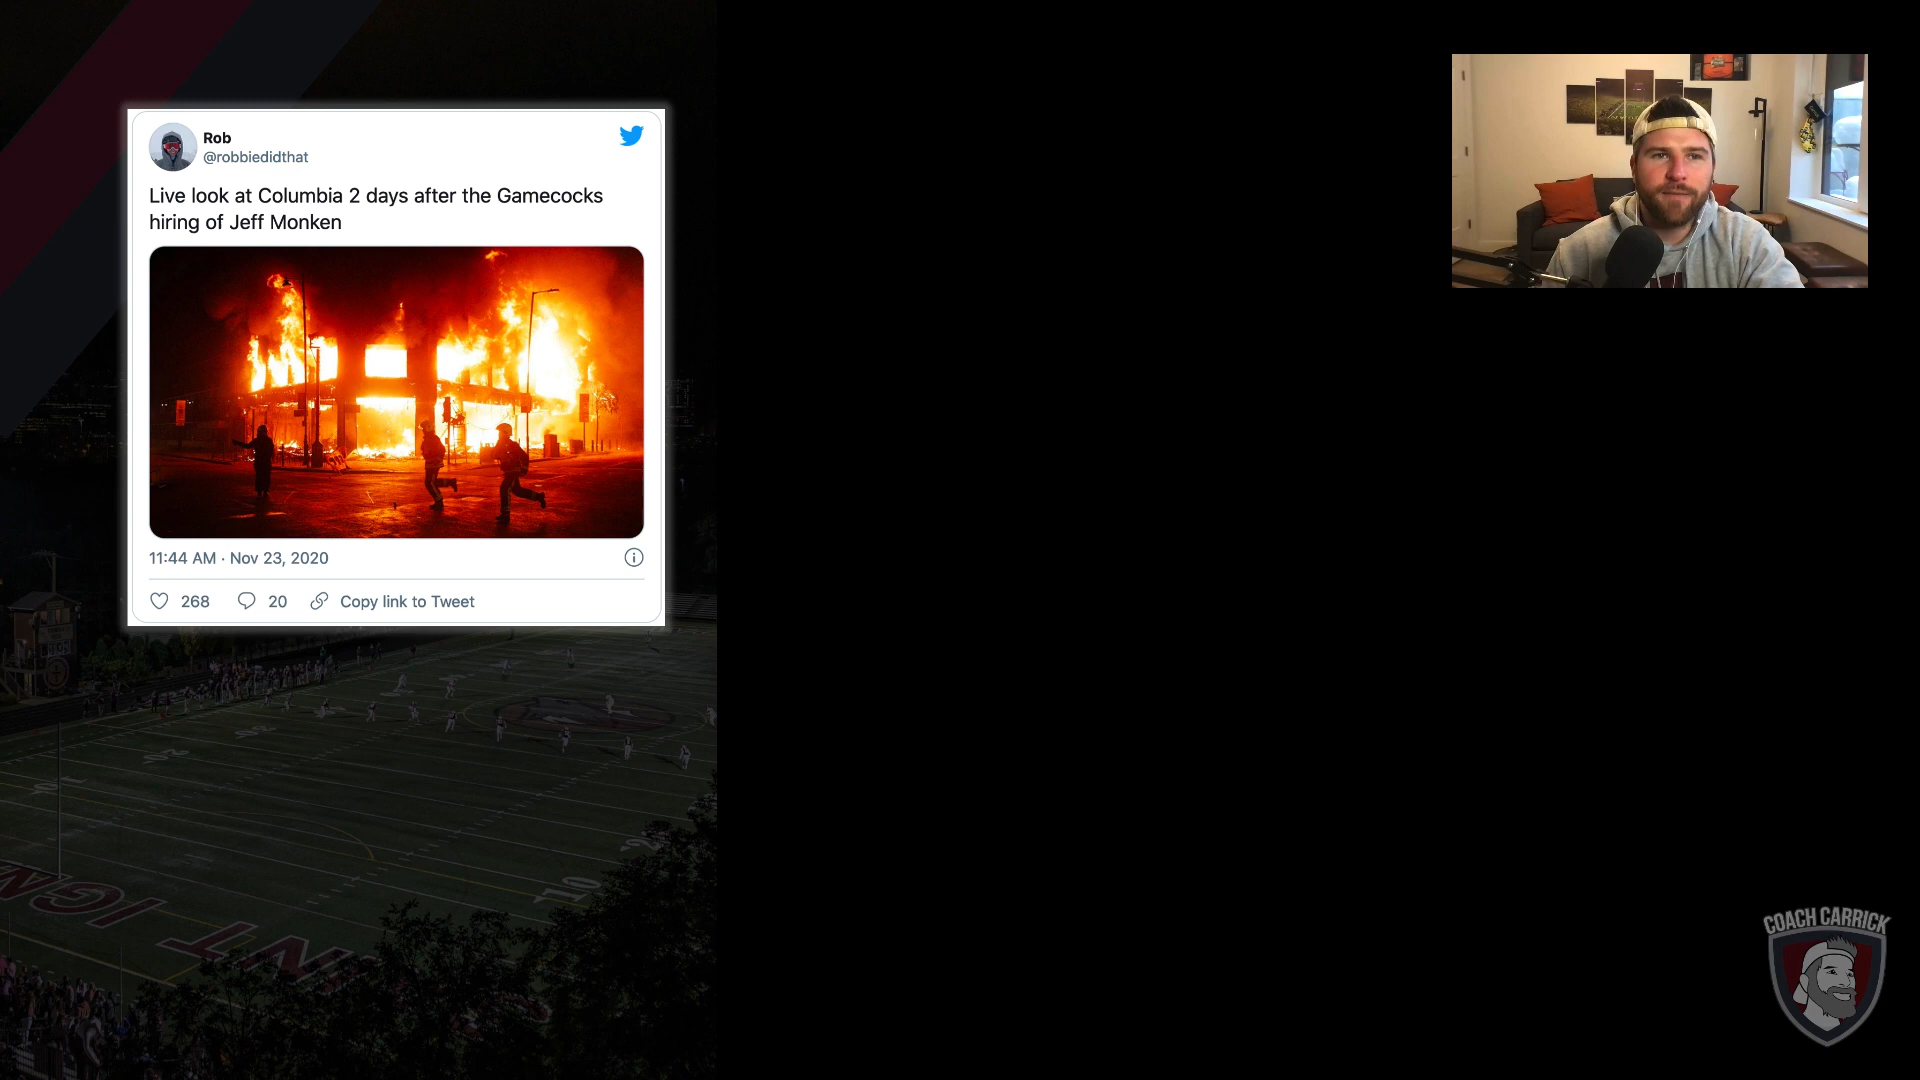 Rob
@robbiedidthat
Live look at Columbia 2 days after the Gamecocks
hiring of Jeff Monken
11:44 AM · Nov 23, 2020
268 20 Copy link to Tweet
COACH CARRICK